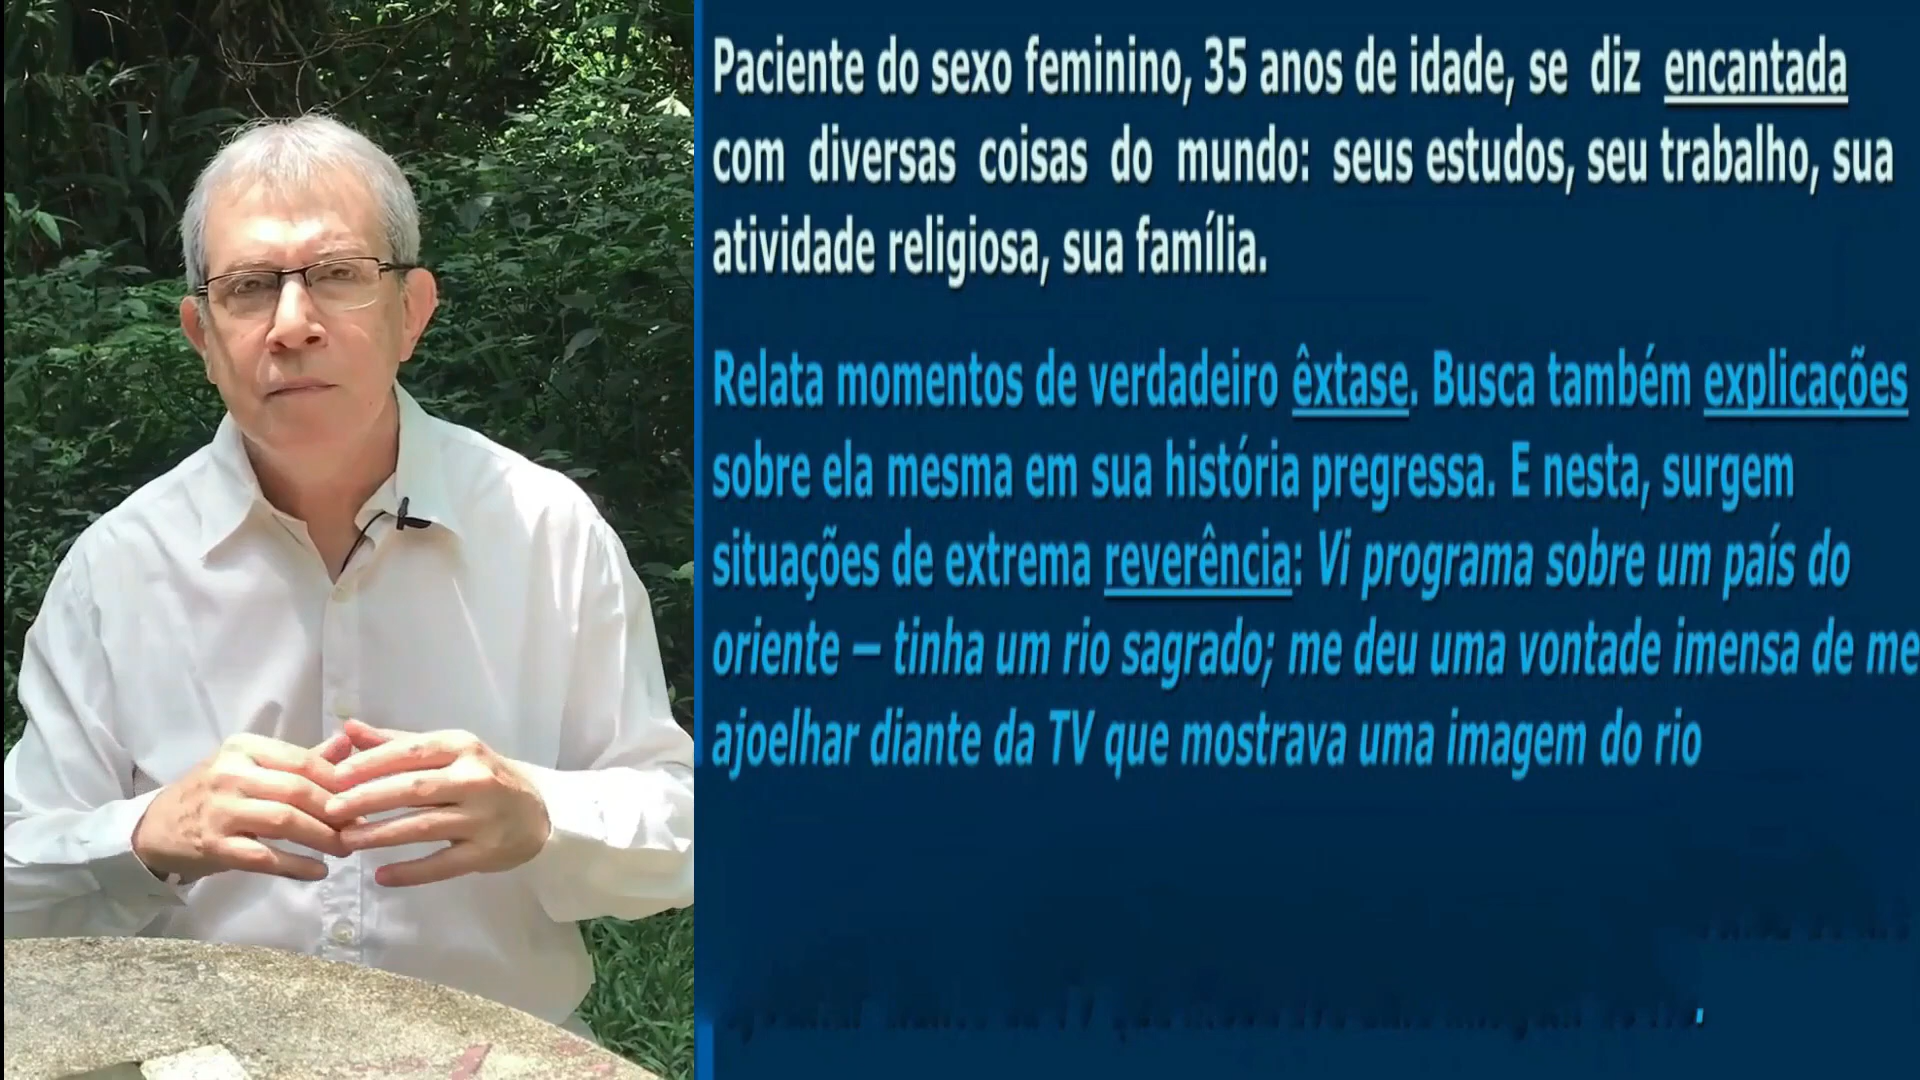 Paciente do sexo feminino, 35 anos de idade, se diz encantada
com diversas coisas do mundo: seus estudos, seu trabalho, sua
atividade religiosa, sua família.
Relata momentos de verdadeiro êxtase. Busca também explicações
sobre ela mesma em sua história pregressa. E nesta, surgem
situações de extrema reverência: Vi programa sobre um país do
oriente – tinha um rio sagrado; me deu uma vontade imensa de me
ajoelhar diante da TV que mostrava uma imagem do rio